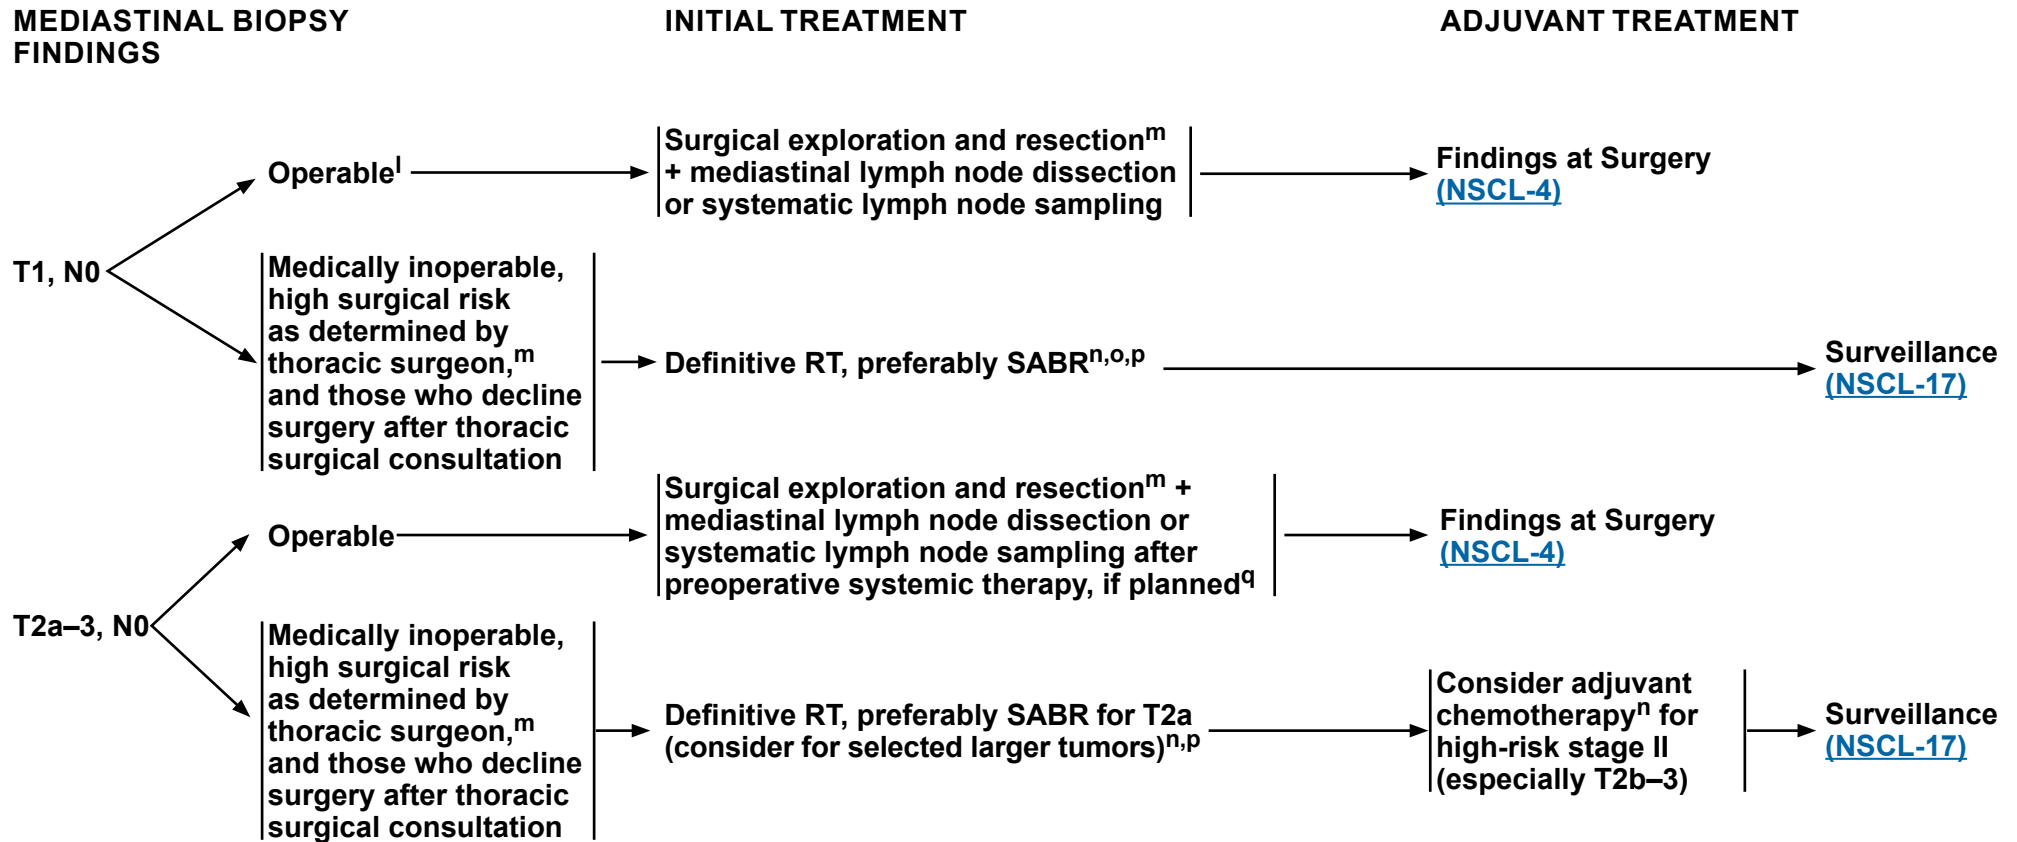 MEDIASTINAL BIOPSY
FINDINGS
INITIAL TREATMENT
ADJUVANT TREATMENT
T1, N0
Operablel
Surgical exploration and resectionm
+ mediastinal lymph node dissection
or systematic lymph node sampling
Findings at Surgery
(NSCL-4)
Medically inoperable,
high surgical risk
as determined by
thoracic surgeon,m
and those who decline
surgery after thoracic
surgical consultation
Definitive RT, preferably SABRn,o,p
Surveillance
(NSCL-17)
T2a–3, N0
Operable
Surgical exploration and resectionm +
mediastinal lymph node dissection or
systematic lymph node sampling after
preoperative systemic therapy, if plannedq
Findings at Surgery
(NSCL-4)
Medically inoperable,
high surgical risk
as determined by
thoracic surgeon,m
and those who decline
surgery after thoracic
surgical consultation
Definitive RT, preferably SABR for T2a
(consider for selected larger tumors)n,p
Consider adjuvant
chemotherapyn for
high-risk stage II
(especially T2b–3)
Surveillance
(NSCL-17)